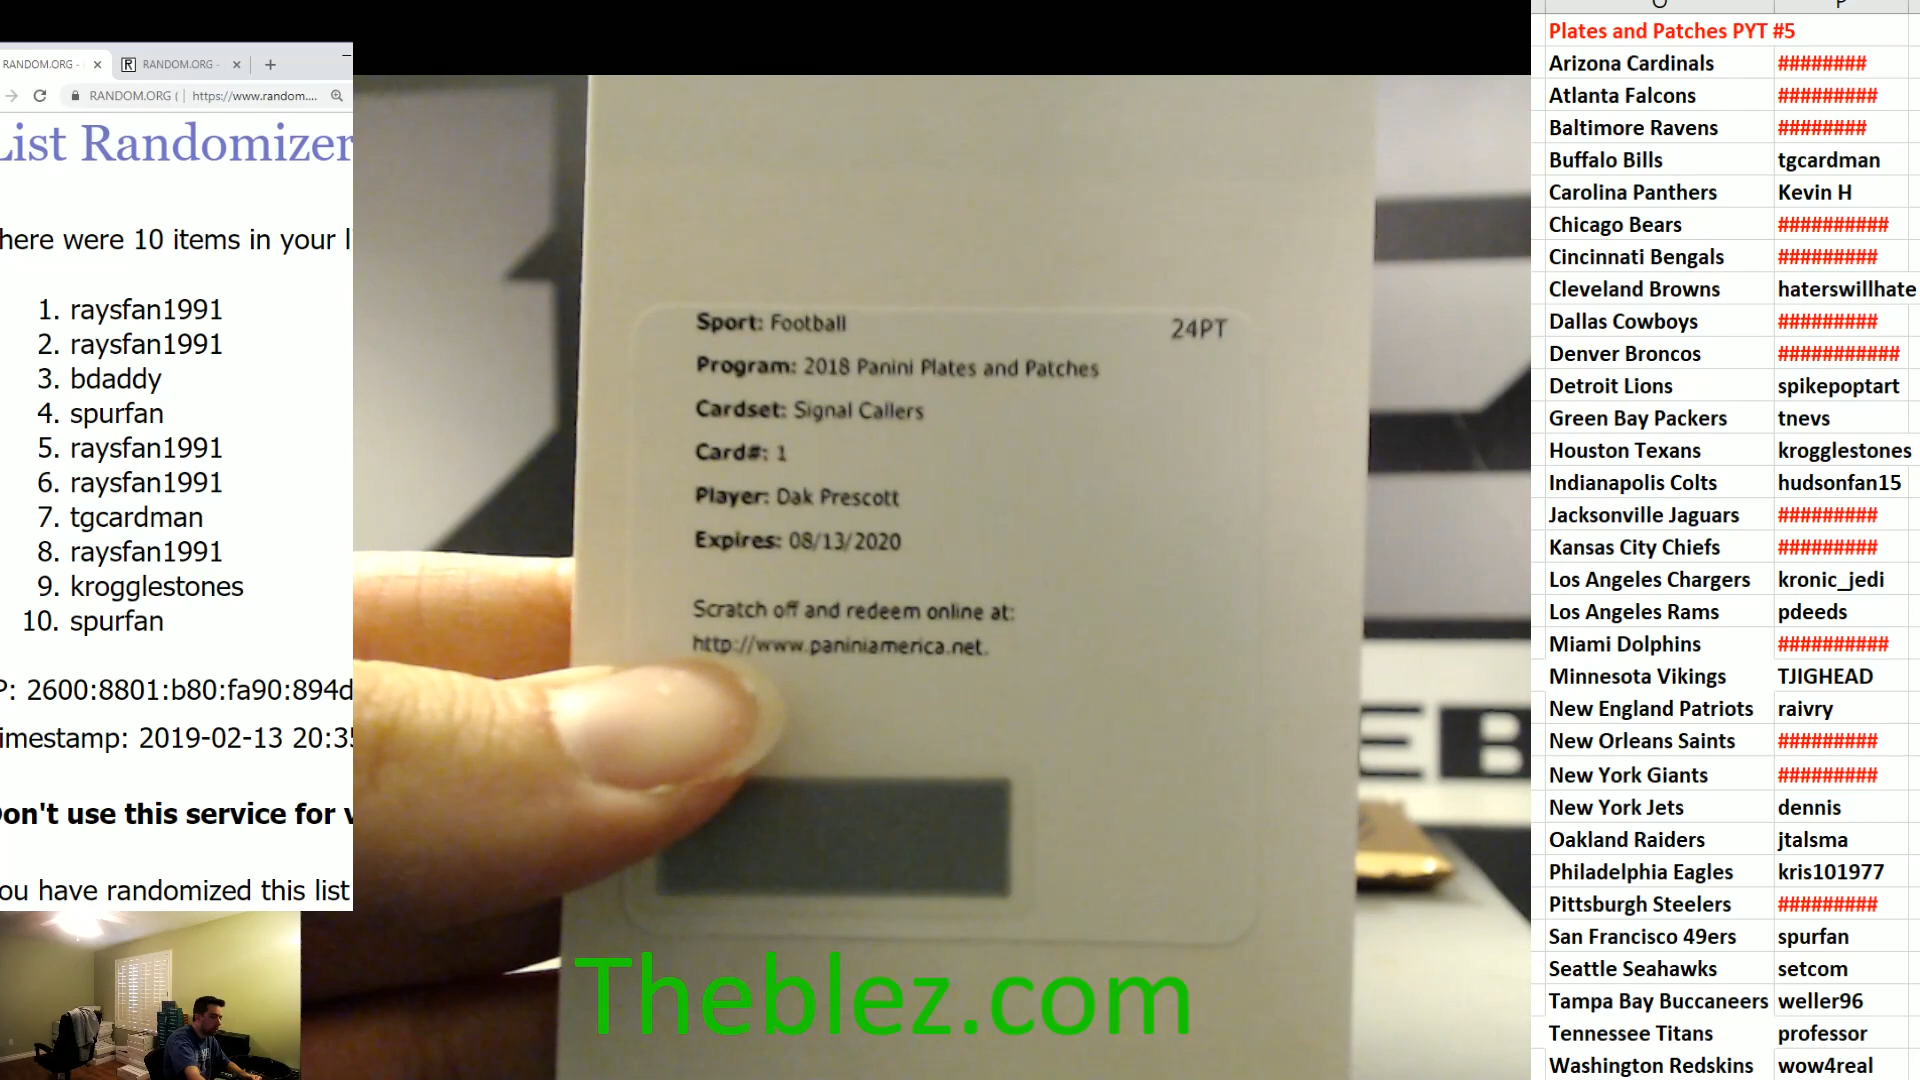 RANDOM.ORG -
RANDOM.ORG -
RANDOM.ORG (
https://www.random....
List Randomizer
here were 10 items in your l
1. raysfan1991
2. raysfan1991
3. bdaddy
4. spurfan
5. raysfan1991
6. raysfan1991
7. tgcardman
8. raysfan1991
9. krogglestones
10. spurfan
P: 2600:8801:b80:fa90:894d
imestamp: 2019-02-13 20:35
on't use this service for v
ou have randomized this list
Sport: Football
24PT
Program: 2018 Panini Plates and Patches
Cardset: Signal Callers
Card#: 1
Player: Dak Prescott
Expires: 08/13/2020
Scratch off and redeem online at:
http://www.paniniamerica.net.
EB
Theblez.com
O P
Plates and Patches PYT #5
Arizona Cardinals ########
Atlanta Falcons #########
Baltimore Ravens ########
Buffalo Bills tgcardman
Carolina Panthers Kevin H
Chicago Bears ##########
Cincinnati Bengals #########
Cleveland Browns haterswillhate
Dallas Cowboys #########
Denver Broncos ###########
Detroit Lions spikepoptart
Green Bay Packers tnevs
Houston Texans krogglestones
Indianapolis Colts hudsonfan15
Jacksonville Jaguars #########
Kansas City Chiefs #########
Los Angeles Chargers kronic_jedi
Los Angeles Rams pdeeds
Miami Dolphins ##########
Minnesota Vikings TJIGHEAD
New England Patriots raivry
New Orleans Saints #########
New York Giants #########
New York Jets dennis
Oakland Raiders jtalsma
Philadelphia Eagles kris101977
Pittsburgh Steelers #########
San Francisco 49ers spurfan
Seattle Seahawks setcom
Tampa Bay Buccaneers weller96
Tennessee Titans professor
Washington Redskins wow4real